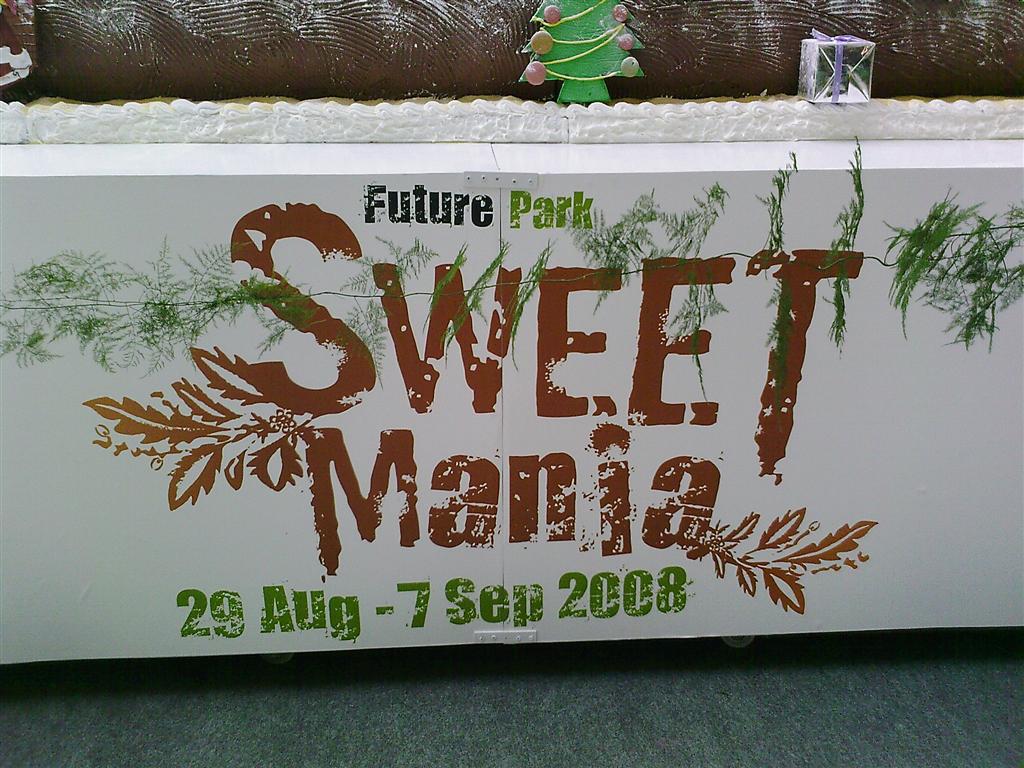 Future Park
Sweet
Mania
29 Aug - 7 Sep 2008